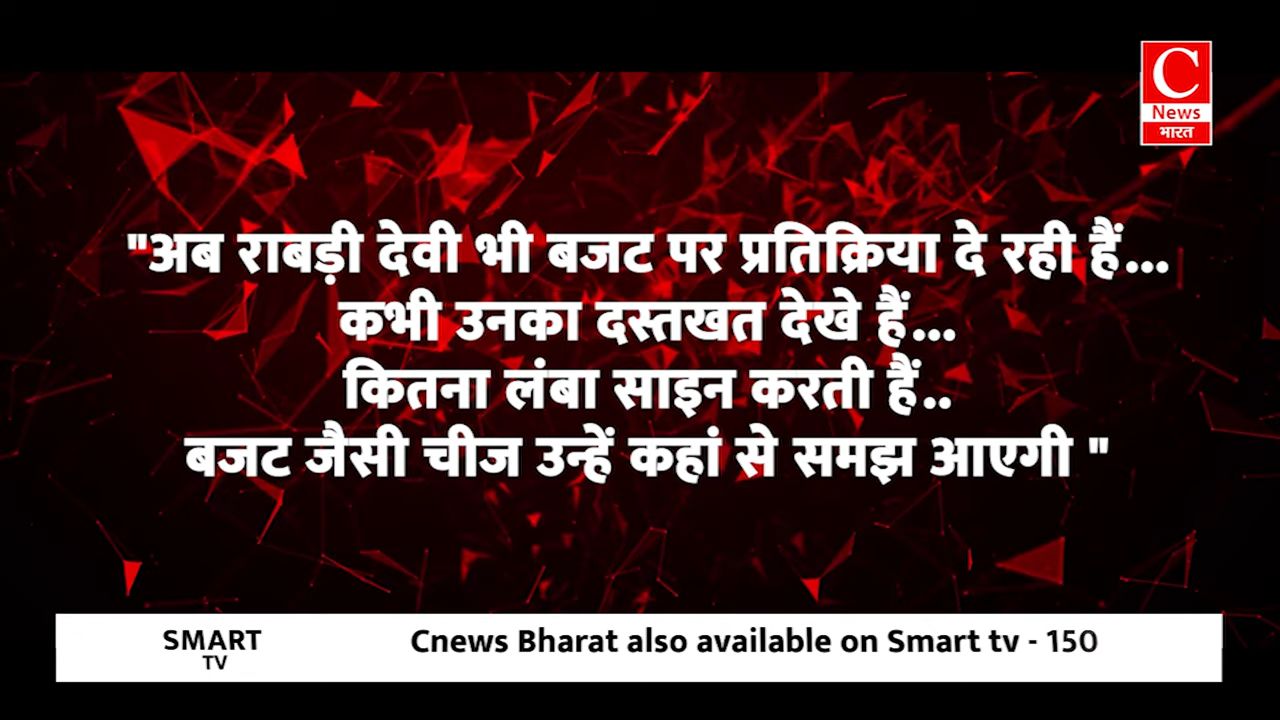 C
News
भारत
"अब राबड़ी देवी भी बजट पर प्रतिक्रिया दे रही हैं...
कभी उनका दस्तखत देखे हैं...
कितना लंबा साइन करती हैं..
बजट जैसी चीज उन्हें कहां से समझ आएगी "
SMART
TV
Cnews Bharat also available on Smart tv - 150